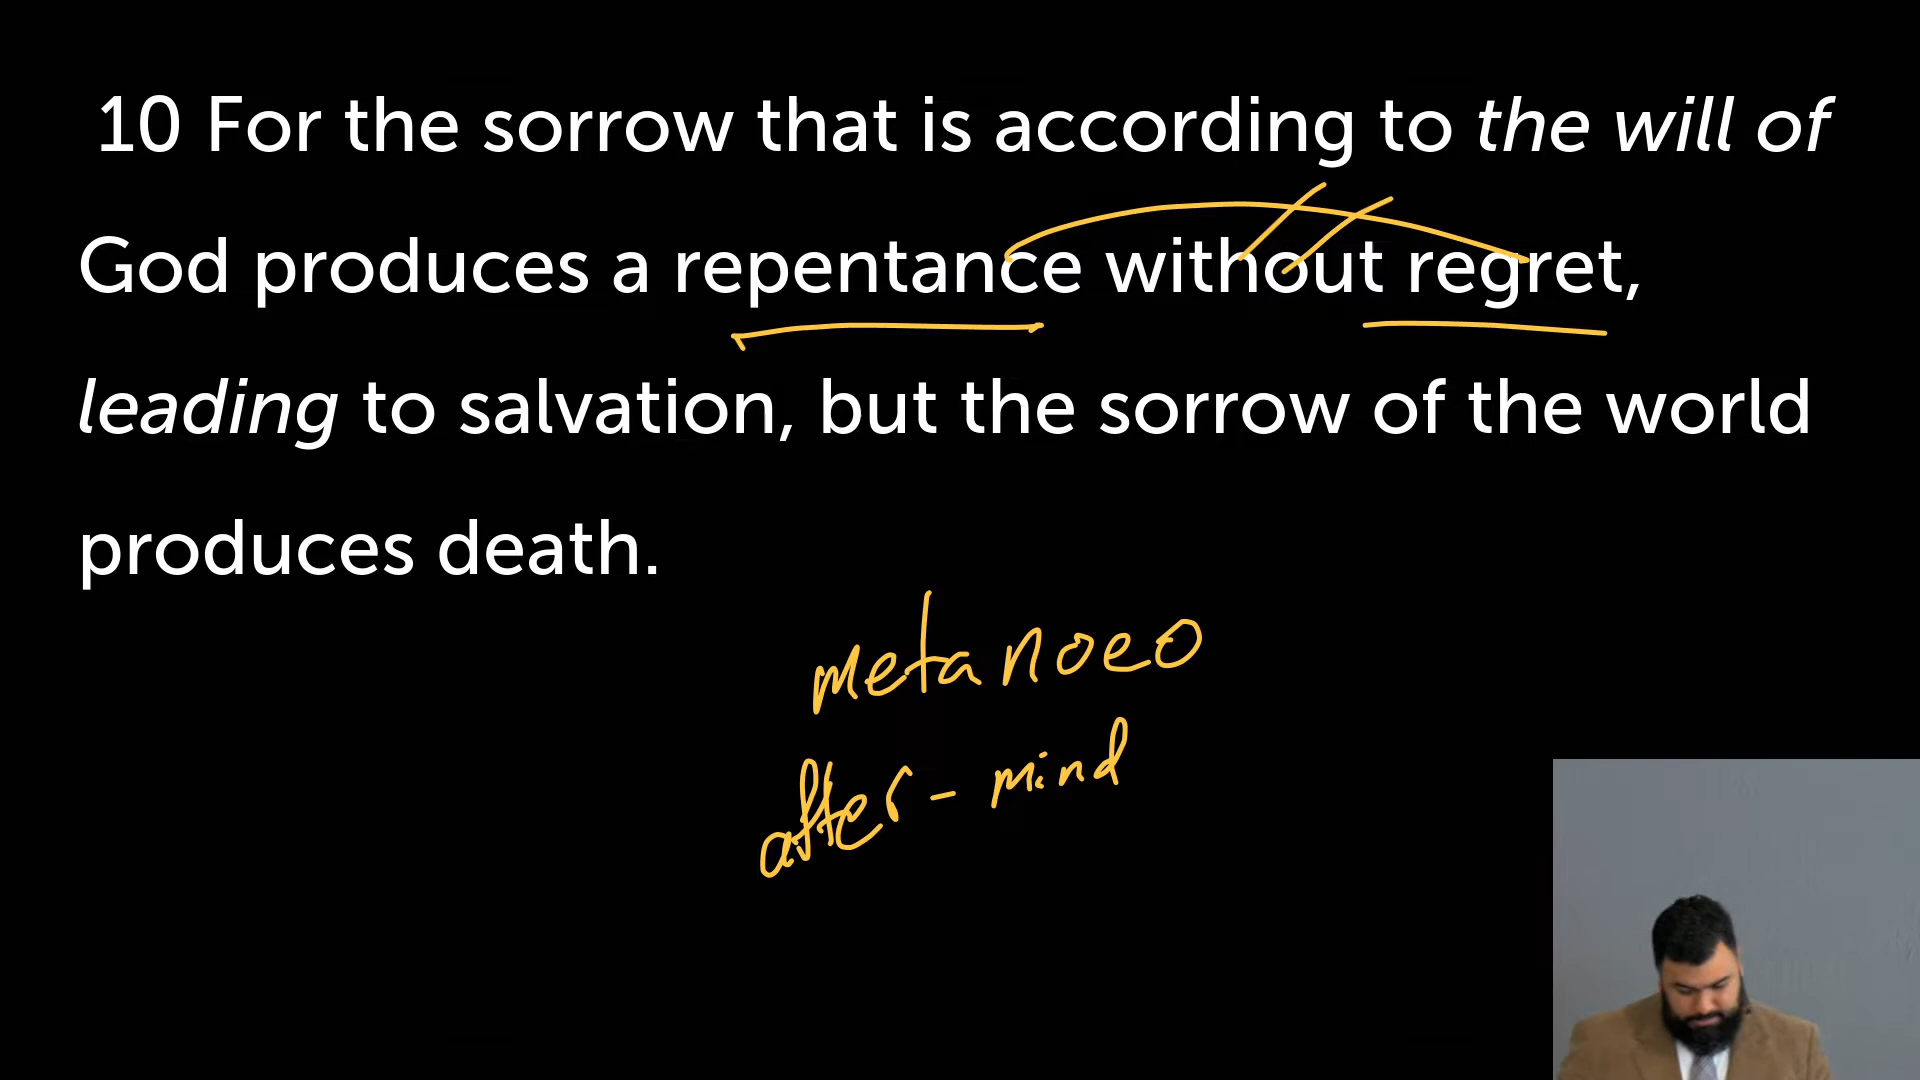 10 For the sorrow that is according to the will of
God produces a repentance without regret,
leading to salvation, but the sorrow of the world
produces death.
metanoeo
after - mind